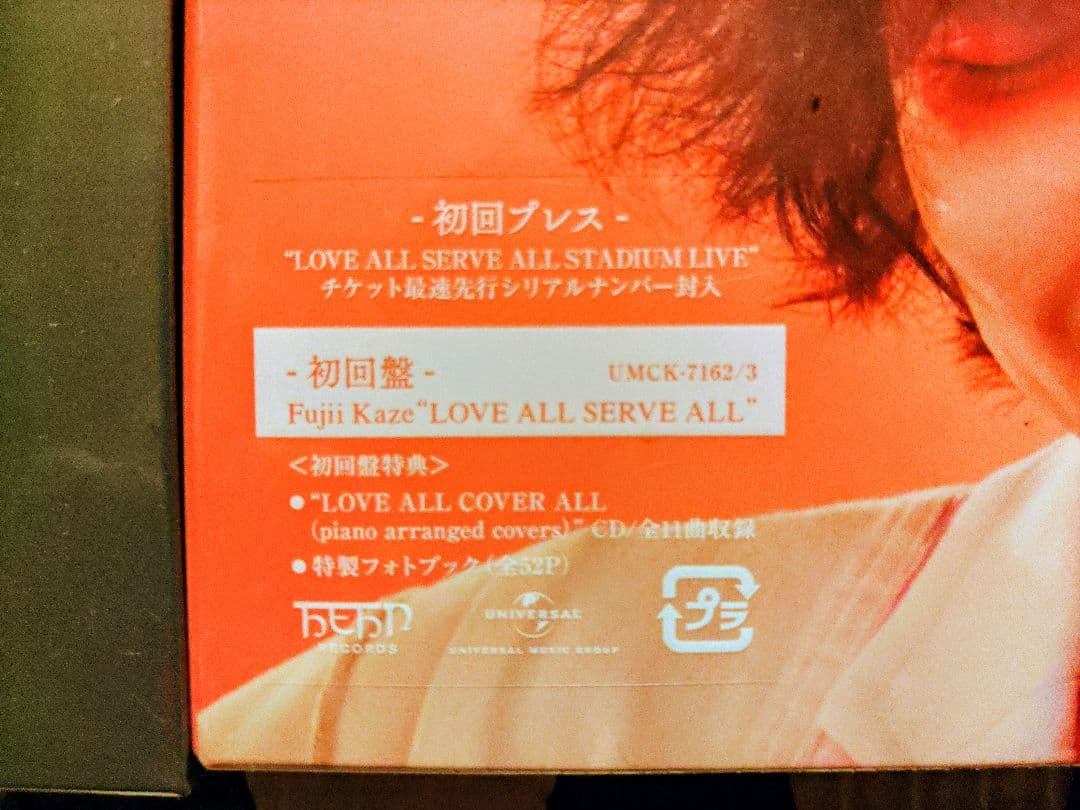 - 初回プレス -
“LOVE ALL SERVE ALL STADIUM LIVE”
チケット最速先行シリアルナンバー封入
- 初回盤 - UMCK-7162/3
Fujii Kaze “LOVE ALL SERVE ALL”
＜初回盤特典＞
●“LOVE ALL COVER ALL
(piano arranged covers)” CD/全11曲収録
●特製フォトブック(全52P)
HEHN RECORDS
UNIVERSAL
UNIVERSAL MUSIC GROUP
プラ